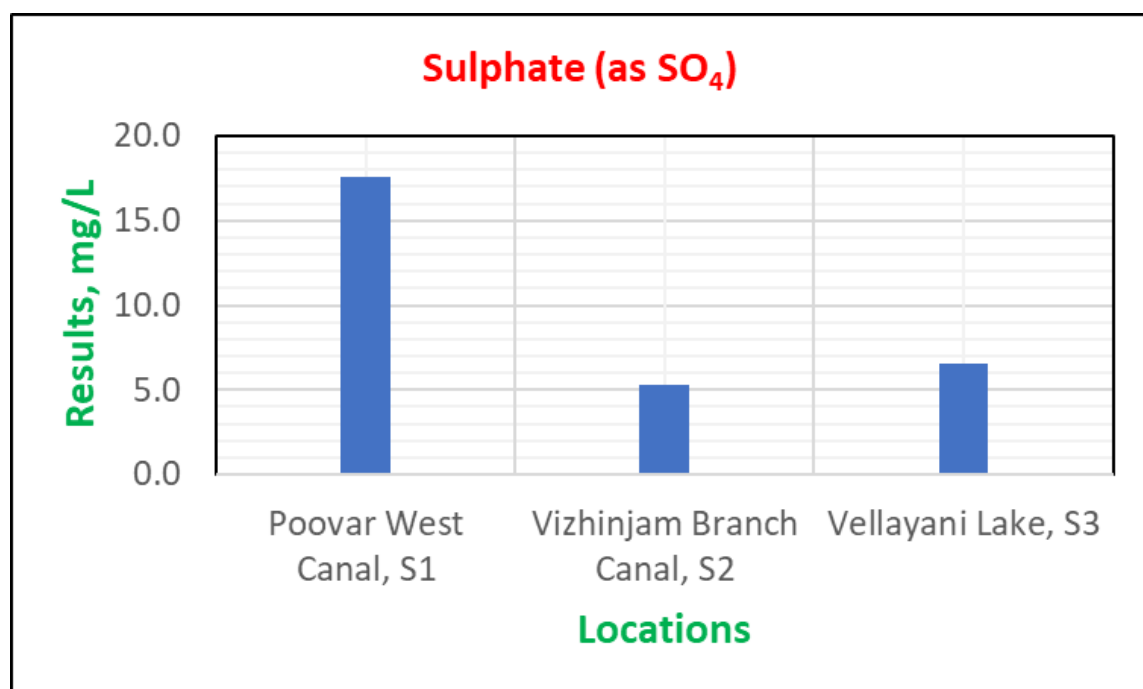 Sulphate (as SO₄)
Results, mg/L
20.0
15.0
10.0
5.0
0.0
Poovar West
Canal, S1
Vizhinjam Branch
Canal, S2
Vellayani Lake, S3
Locations